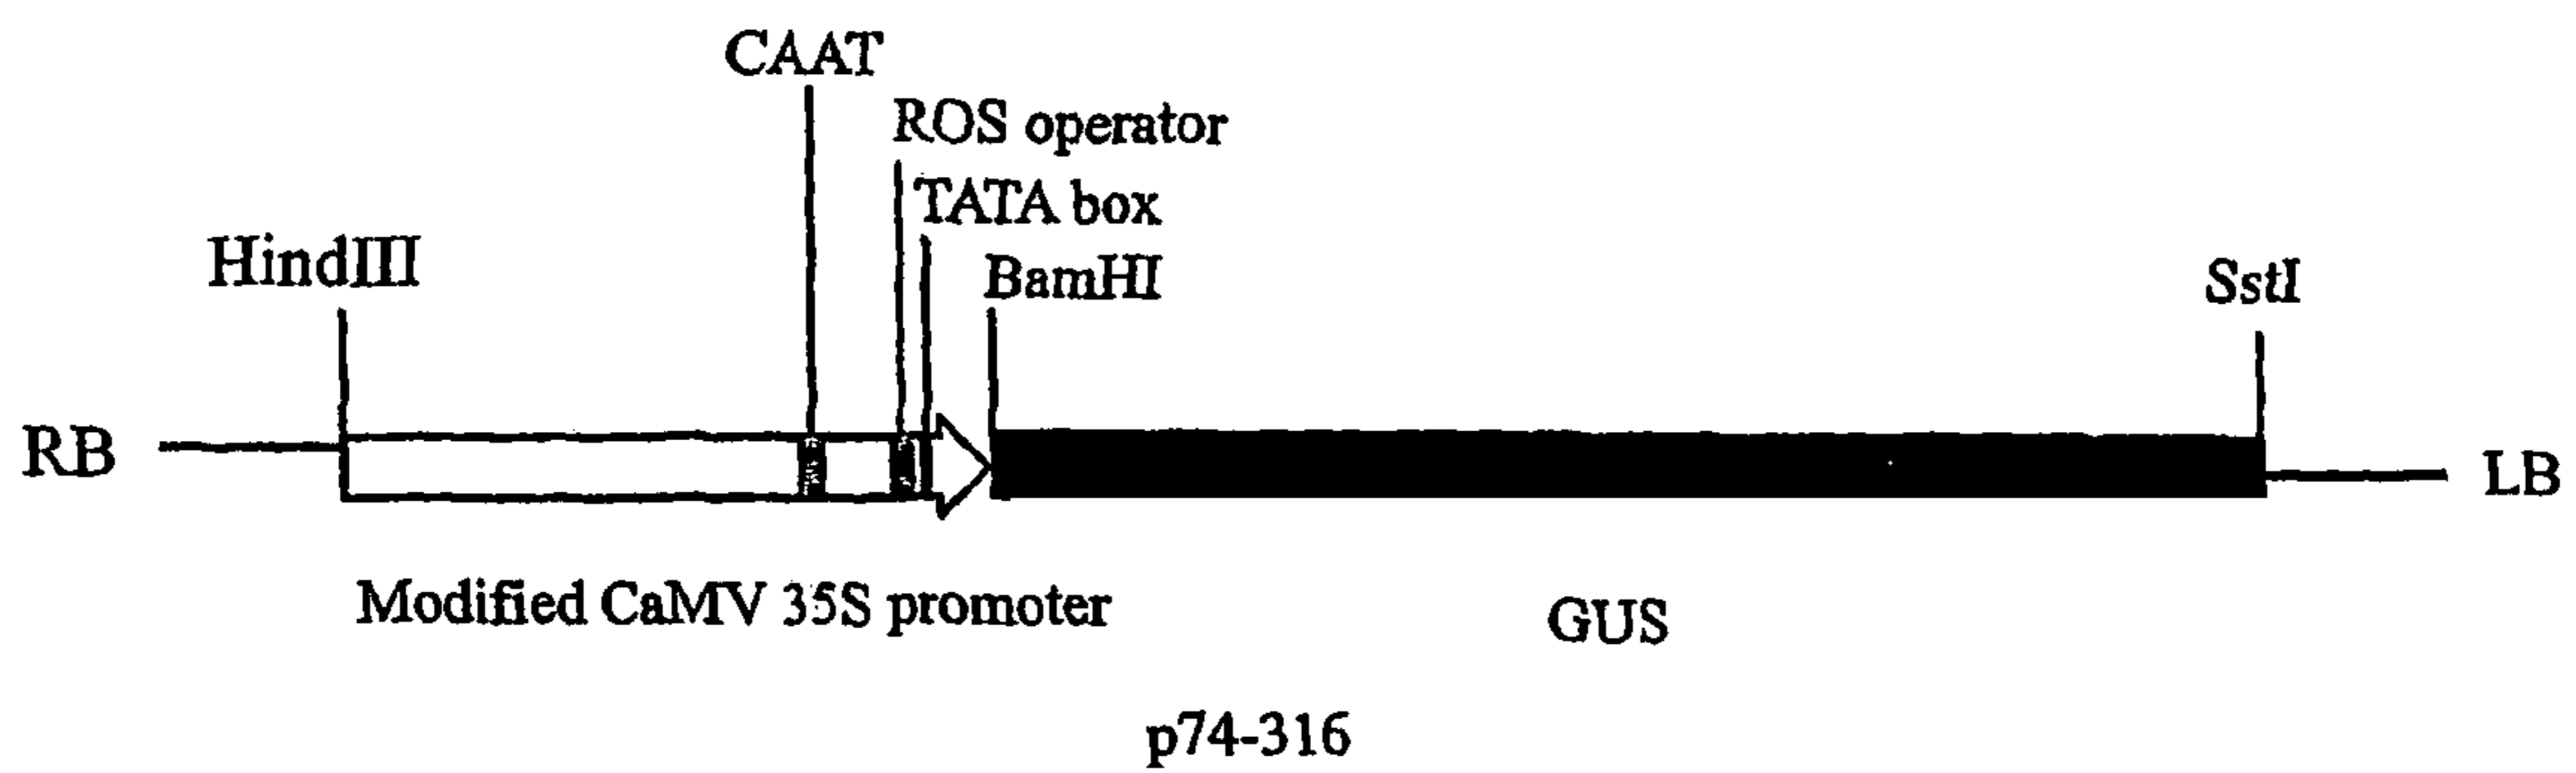 CAAT
ROS operator
TATA box
HindIII
BamHI
SstI
RB
LB
Modified CaMV 35S promoter
GUS
p74-316